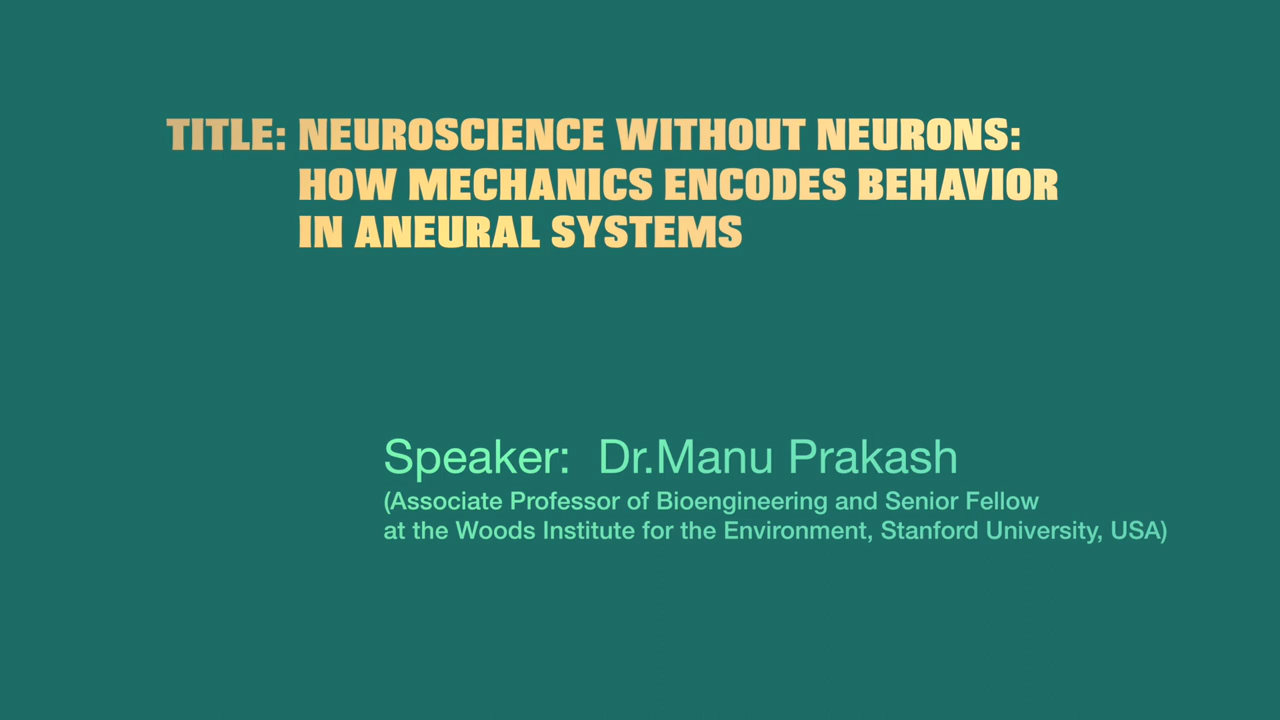 TITLE: NEUROSCIENCE WITHOUT NEURONS:
HOW MECHANICS ENCODES BEHAVIOR
IN ANEURAL SYSTEMS
Speaker: Dr.Manu Prakash
(Associate Professor of Bioengineering and Senior Fellow
at the Woods Institute for the Environment, Stanford University, USA)